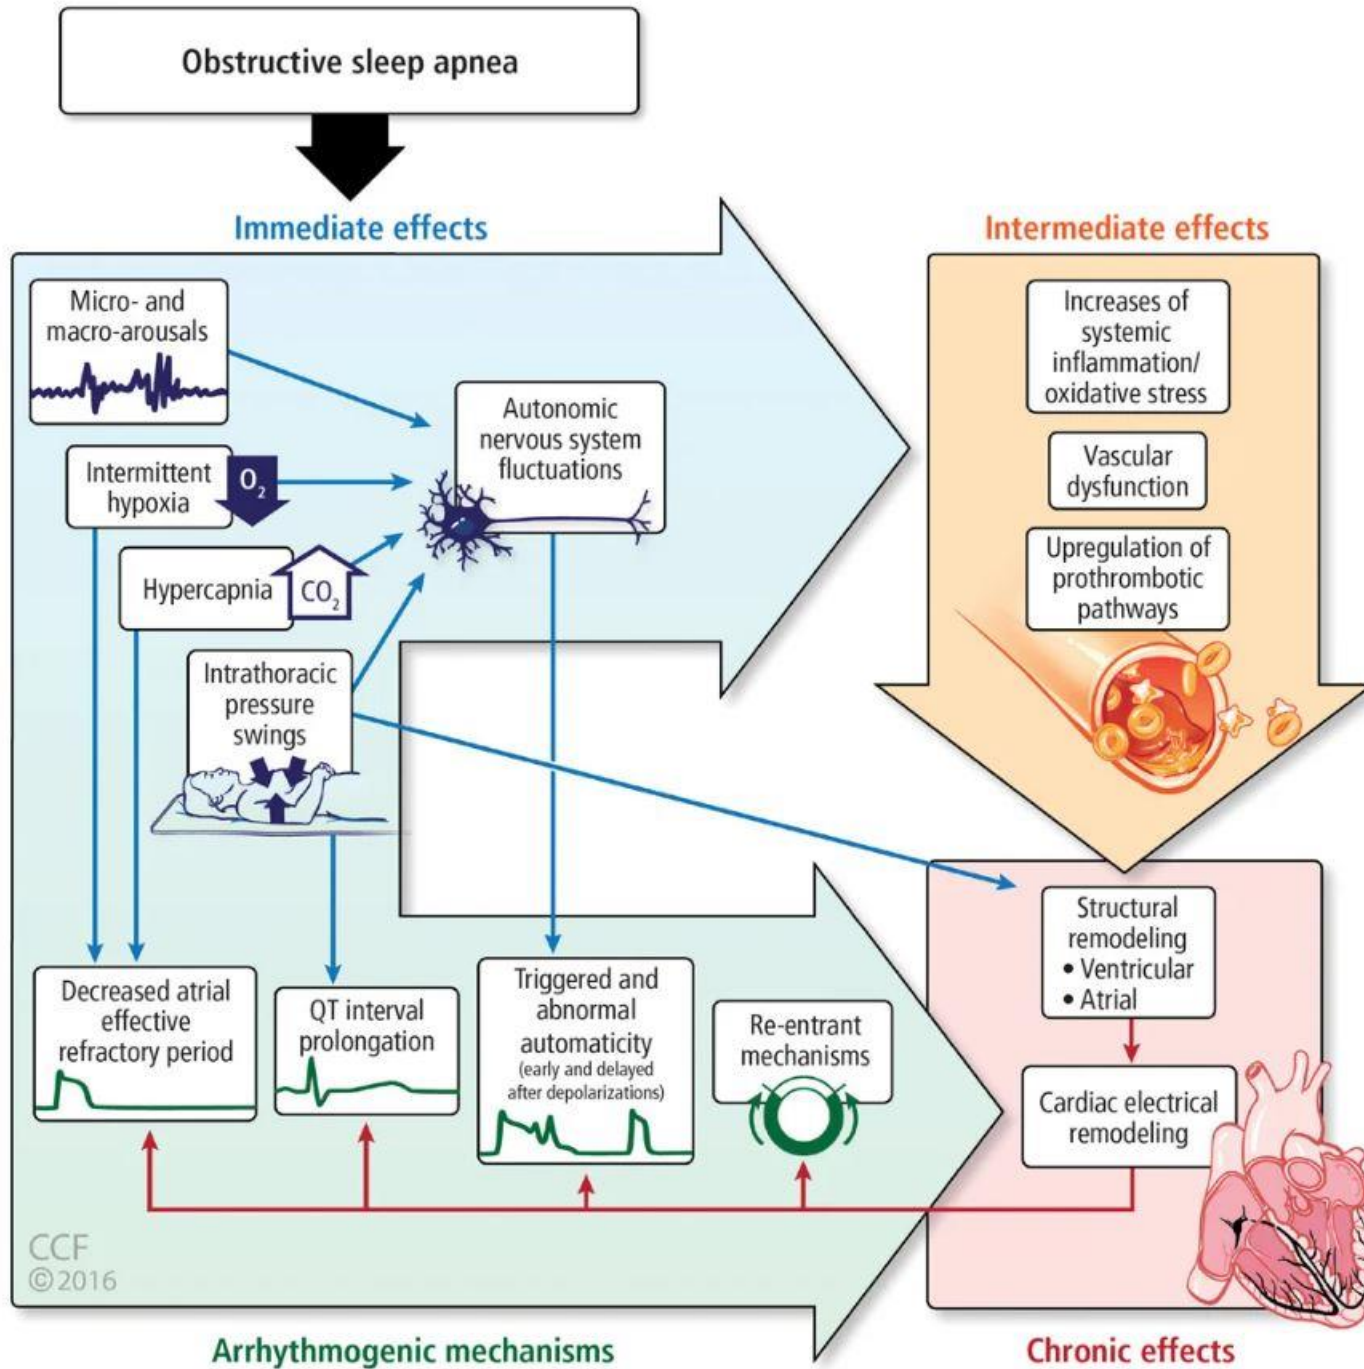 Obstructive sleep apnea
Immediate effects
Micro- and
macro-arousals
Intermittent
hypoxia
O₂
Hypercapnia
CO₂
Intrathoracic
pressure
swings
Autonomic
nervous system
fluctuations
Intermediate effects
Increases of
systemic
inflammation/
oxidative stress
Vascular
dysfunction
Upregulation of
prothrombotic
pathways
Decreased atrial
effective
refractory period
QT interval
prolongation
Triggered and
abnormal
automaticity
(early and delayed
after depolarizations)
Re-entrant
mechanisms
Structural
remodeling
• Ventricular
• Atrial
Cardiac electrical
remodeling
CCF
©2016
Arrhythmogenic mechanisms
Chronic effects